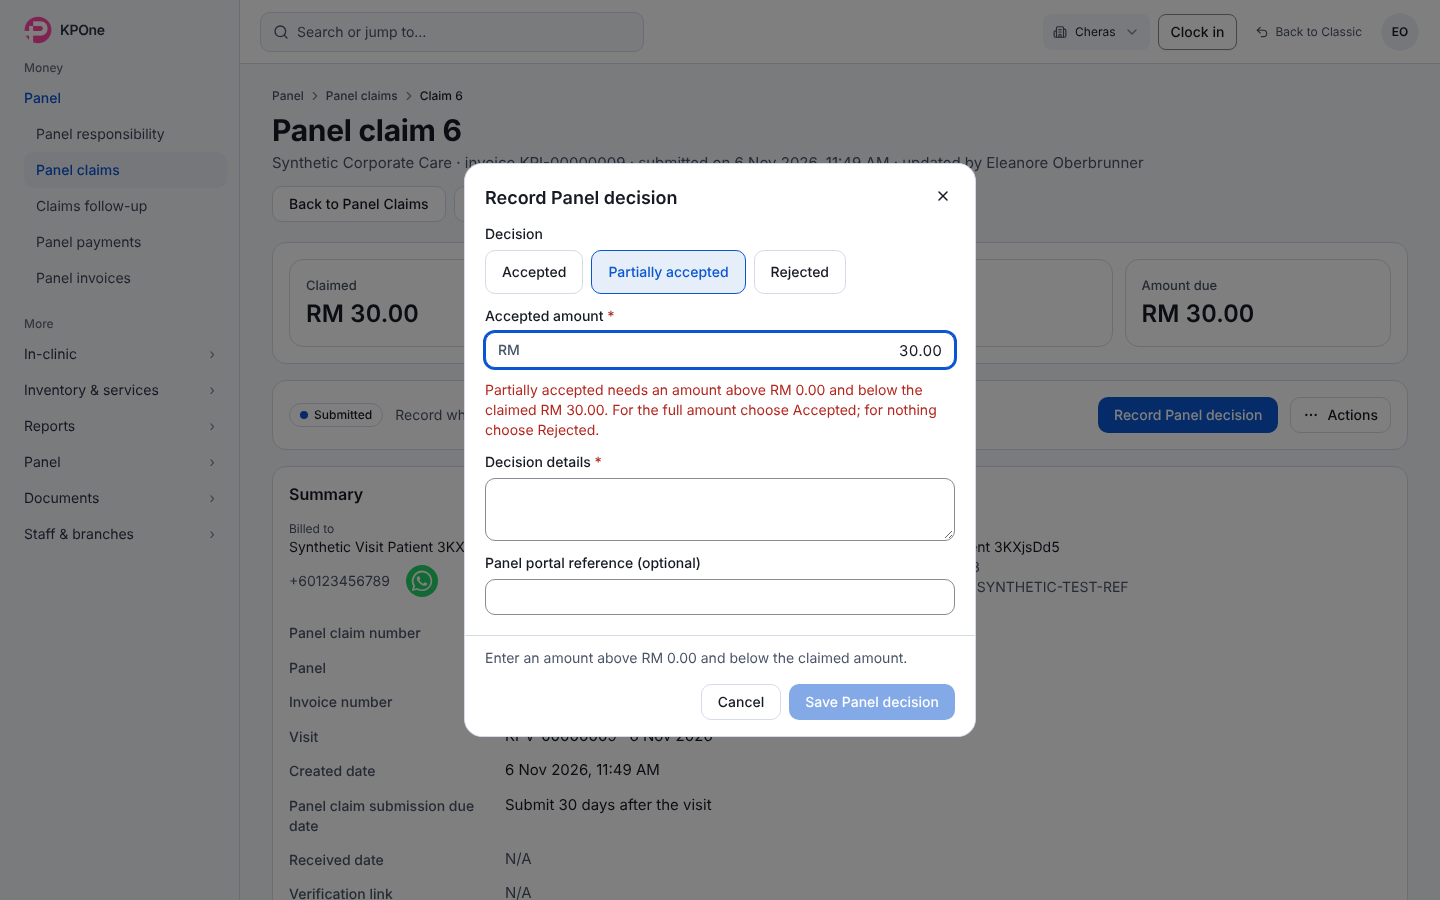 KPOne
Search or jump to...
Cheras
Clock in
Back to Classic
EO
Money
Panel
Panel responsibility
Panel claims
Claims follow-up
Panel payments
Panel invoices
More
In-clinic
Inventory & services
Reports
Panel
Documents
Staff & branches
Panel > Panel claims > Claim 6
Panel claim 6
Synthetic Corporate Care · invoice KPI-00000009 · submitted on 6 Nov 2026, 11:49 AM · updated by Eleanore Oberbrunner
Back to Panel Claims
Claimed
RM 30.00
Amount due
RM 30.00
Submitted
Record
Record Panel decision
··· Actions
Summary
Billed to
Synthetic Visit Patient 3KX
+60123456789
3KXjsDd5
SYNTHETIC-TEST-REF
Panel claim number
Panel
Invoice number
Visit
Created date
6 Nov 2026, 11:49 AM
Panel claim submission due
date
Submit 30 days after the visit
Received date
N/A
Verification link
N/A
Record Panel decision
Decision
Accepted
Partially accepted
Rejected
Accepted amount *
RM
30.00
Partially accepted needs an amount above RM 0.00 and below the
claimed RM 30.00. For the full amount choose Accepted; for nothing
choose Rejected.
Decision details *
Panel portal reference (optional)
Enter an amount above RM 0.00 and below the claimed amount.
Cancel
Save Panel decision